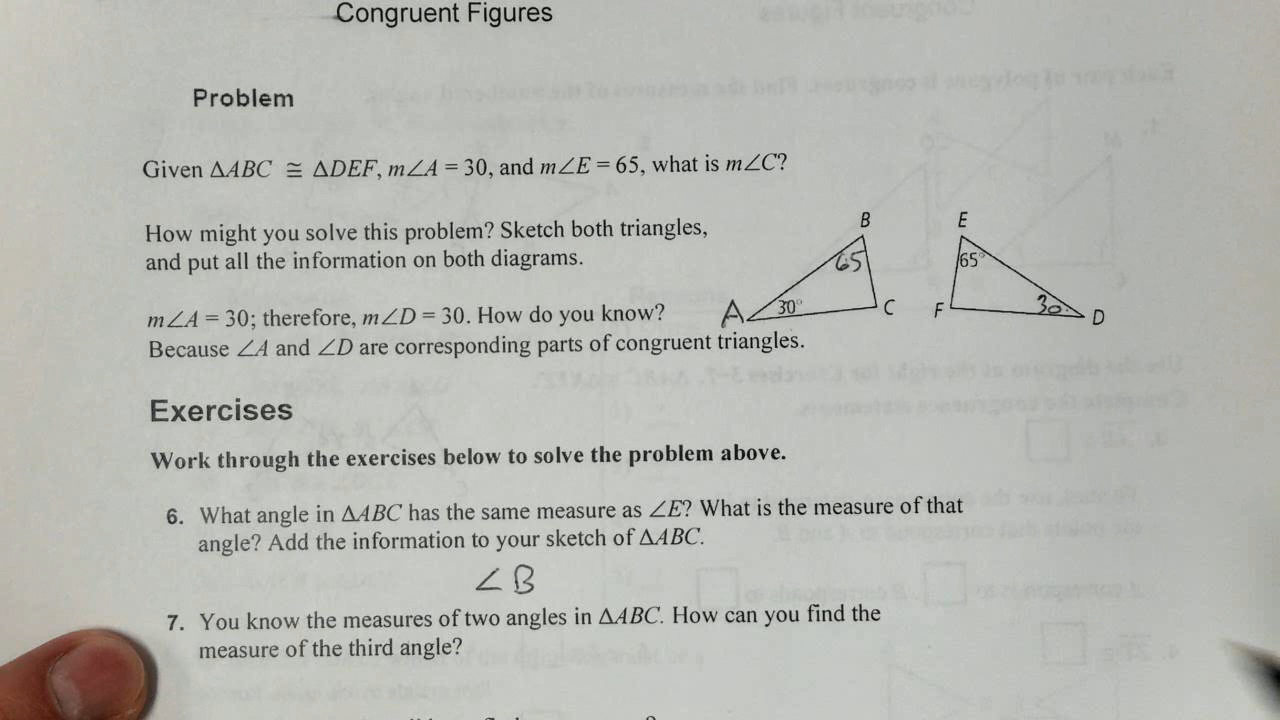 Congruent Figures
Problem
Given ΔABC ≅ ΔDEF, m∠A = 30, and m∠E = 65, what is m∠C?
How might you solve this problem? Sketch both triangles,
and put all the information on both diagrams.
m∠A = 30; therefore, m∠D = 30. How do you know?
Because ∠A and ∠D are corresponding parts of congruent triangles.
B
65
A
30°
C
E
65°
F
30°
D
Exercises
Work through the exercises below to solve the problem above.
6. What angle in ΔABC has the same measure as ∠E? What is the measure of that
angle? Add the information to your sketch of ΔABC.
∠B
7. You know the measures of two angles in ΔABC. How can you find the
measure of the third angle?